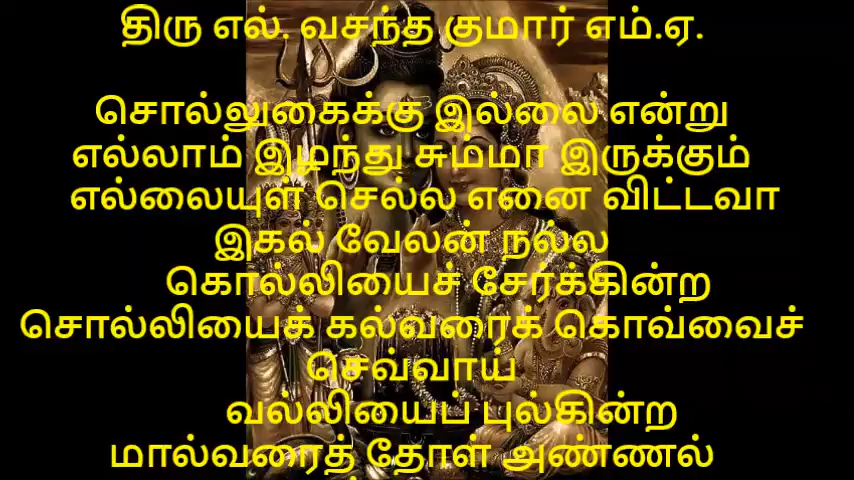 திரு எல். வசந்த குமார் எம்.ஏ.
சொல்லுகைக்கு இல்லை என்று
எல்லாம் இழந்து சும்மா இருக்கும்
எல்லையுள் செல்ல எனை விட்டவா
இகல் வேலன் நல்ல
கொல்லியைச் சேர்க்கின்ற
சொல்லியைக் கல்வரைக் கொவ்வைச்
செவ்வாய்
வல்லியைப் புல்கின்ற
மால்வரைத் தோள் அண்ணல்